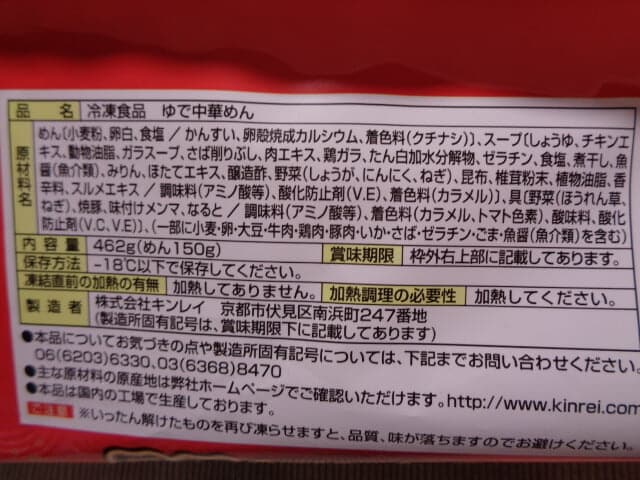 品名 冷凍食品 ゆで中華めん
原材料名 めん〔小麦粉、卵白、食塩／かんすい、卵殻焼成カルシウム、着色料(クチナシ)〕、スープ〔しょうゆ、チキンエ
キス、動物油脂、ガラスープ、さば削りぶし、肉エキス、鶏ガラ、たん白加水分解物、ゼラチン、食塩、煮干し、魚
醤(魚介類)、みりん、ほたてエキス、醸造酢、野菜(しょうが、にんにく、ねぎ)、昆布、椎茸粉末、植物油脂、香
辛料、スルメエキス／調味料(アミノ酸等)、酸化防止剤(V.E)、着色料(カラメル)〕、具〔野菜(ほうれん草、
ねぎ)、焼豚、味付けメンマ、なると／調味料(アミノ酸等)、着色料(カラメル、トマト色素)、酸味料、酸化
防止剤(V.C、V.E)〕、(一部に小麦・卵・大豆・牛肉・鶏肉・豚肉・いか・さば・ゼラチン・ごま・魚醤(魚介類)を含む)
内容量 462g(めん150g) 賞味期限 枠外右上部に記載してあります。
保存方法 -18℃以下で保存してください。
凍結直前の加熱の有無 加熱してありません。 加熱調理の必要性 加熱してください。
製造者 株式会社キンレイ 京都市伏見区南浜町247番地
(製造所固有記号は、賞味期限下に記載してあります)
●本品についてお気づきの点や製造所固有記号については、下記までお問い合わせください。
06(6203)6330、03(6368)8470
●主な原材料の原産地は弊社ホームページでご確認いただけます。http://www.kinrei.com/
●本品は国内の工場で生産しております。
ご注意 ※いったん解けたものを再び凍らせますと、品質、味が落ちますのでお避けください。